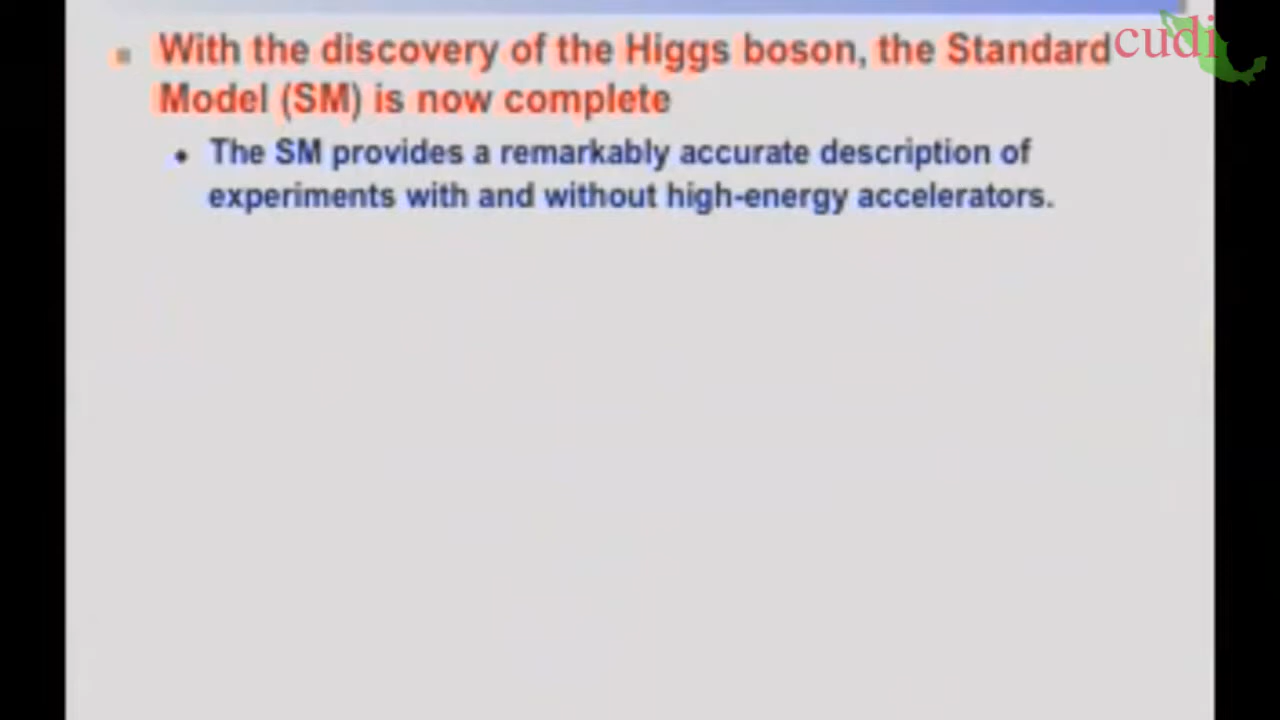 With the discovery of the Higgs boson, the Standard
Model (SM) is now complete
The SM provides a remarkably accurate description of
experiments with and without high-energy accelerators.
cudi